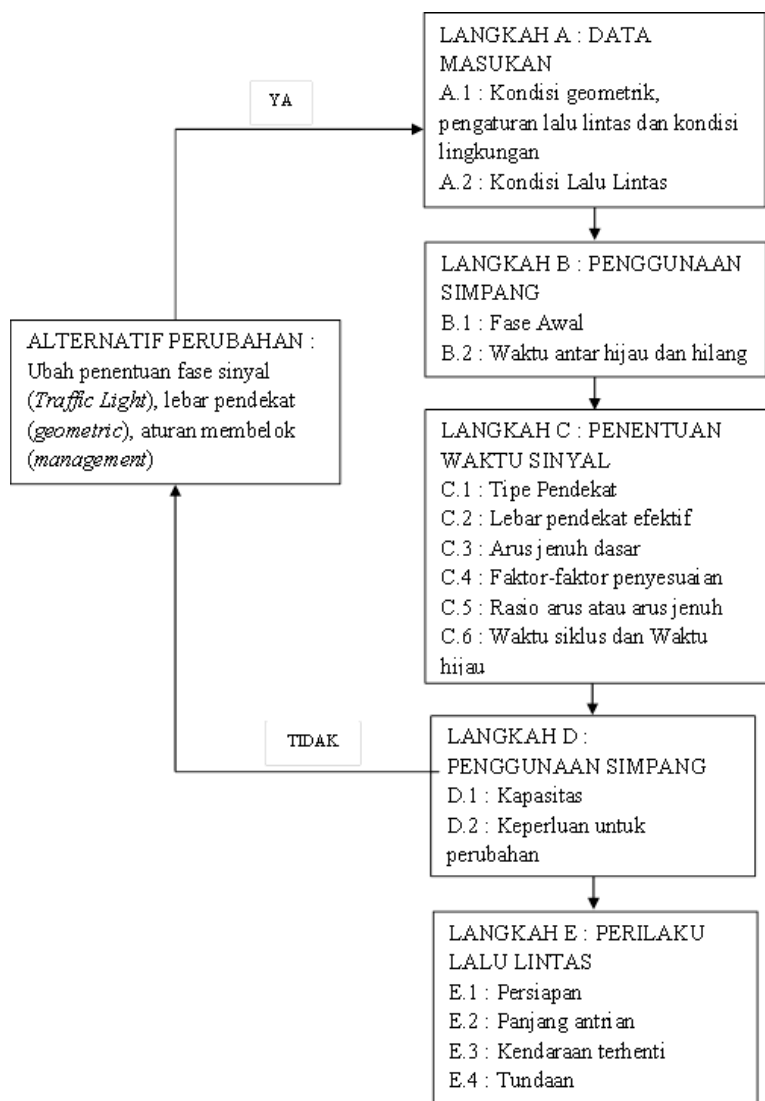 LANGKAH A : DATA
MASUKAN
A.1 : Kondisi geometrik,
pengaturan lalu lintas dan kondisi
lingkungan
A.2 : Kondisi Lalu Lintas
YA
LANGKAH B : PENGGUNAAN
SIMPANG
B.1 : Fase Awal
B.2 : Waktu antar hijau dan hilang
ALTERNATIF PERUBAHAN :
Ubah penentuan fase sinyal
(Traffic Light), lebar pendekat
(geometric), aturan membelok
(management)
LANGKAH C : PENENTUAN
WAKTU SINYAL
C.1 : Tipe Pendekat
C.2 : Lebar pendekat efektif
C.3 : Arus jenuh dasar
C.4 : Faktor-faktor penyesuaian
C.5 : Rasio arus atau arus jenuh
C.6 : Waktu siklus dan Waktu
hijau
TIDAK
LANGKAH D :
PENGGUNAAN SIMPANG
D.1 : Kapasitas
D.2 : Keperluan untuk
perubahan
LANGKAH E : PERILAKU
LALU LINTAS
E.1 : Persiapan
E.2 : Panjang antrian
E.3 : Kendaraan terhenti
E.4 : Tundaan